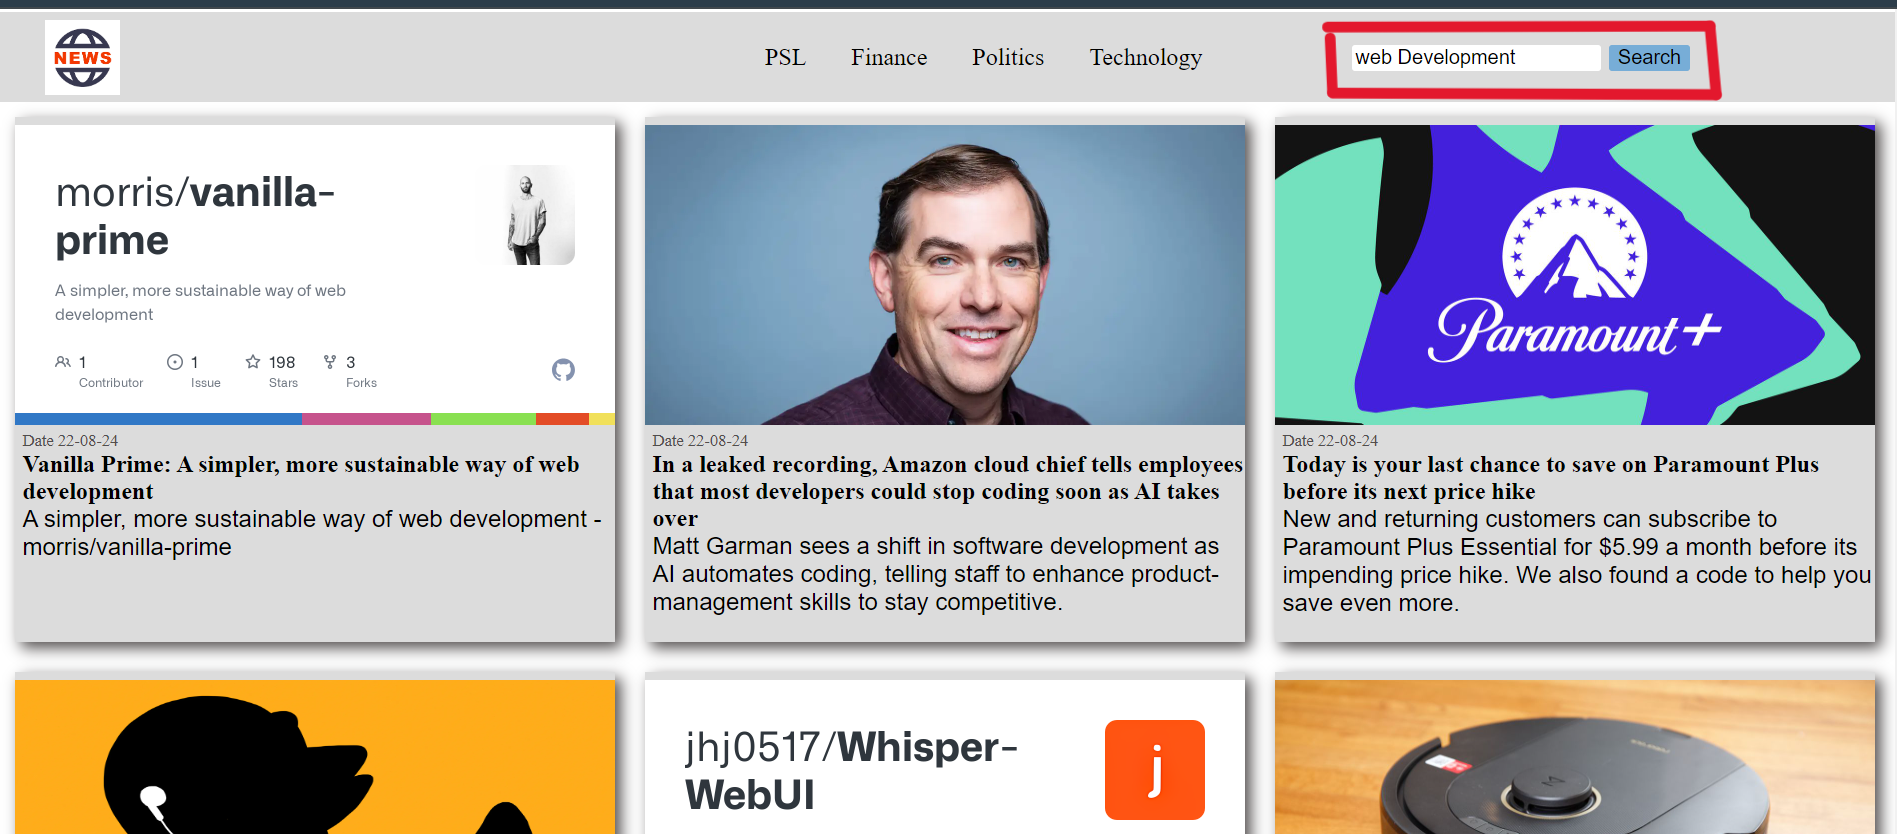 NEWS
PSL Finance Politics Technology
web Development Search
morris/vanilla-
prime
A simpler, more sustainable way of web
development
1 1 198 3
Contributor Issue Stars Forks
Date 22-08-24
Vanilla Prime: A simpler, more sustainable way of web
development
A simpler, more sustainable way of web development -
morris/vanilla-prime
Date 22-08-24
In a leaked recording, Amazon cloud chief tells employees
that most developers could stop coding soon as AI takes
over
Matt Garman sees a shift in software development as
AI automates coding, telling staff to enhance product-
management skills to stay competitive.
Paramount+
Date 22-08-24
Today is your last chance to save on Paramount Plus
before its next price hike
New and returning customers can subscribe to
Paramount Plus Essential for $5.99 a month before its
impending price hike. We also found a code to help you
save even more.
jhj0517/Whisper-
WebUI
j